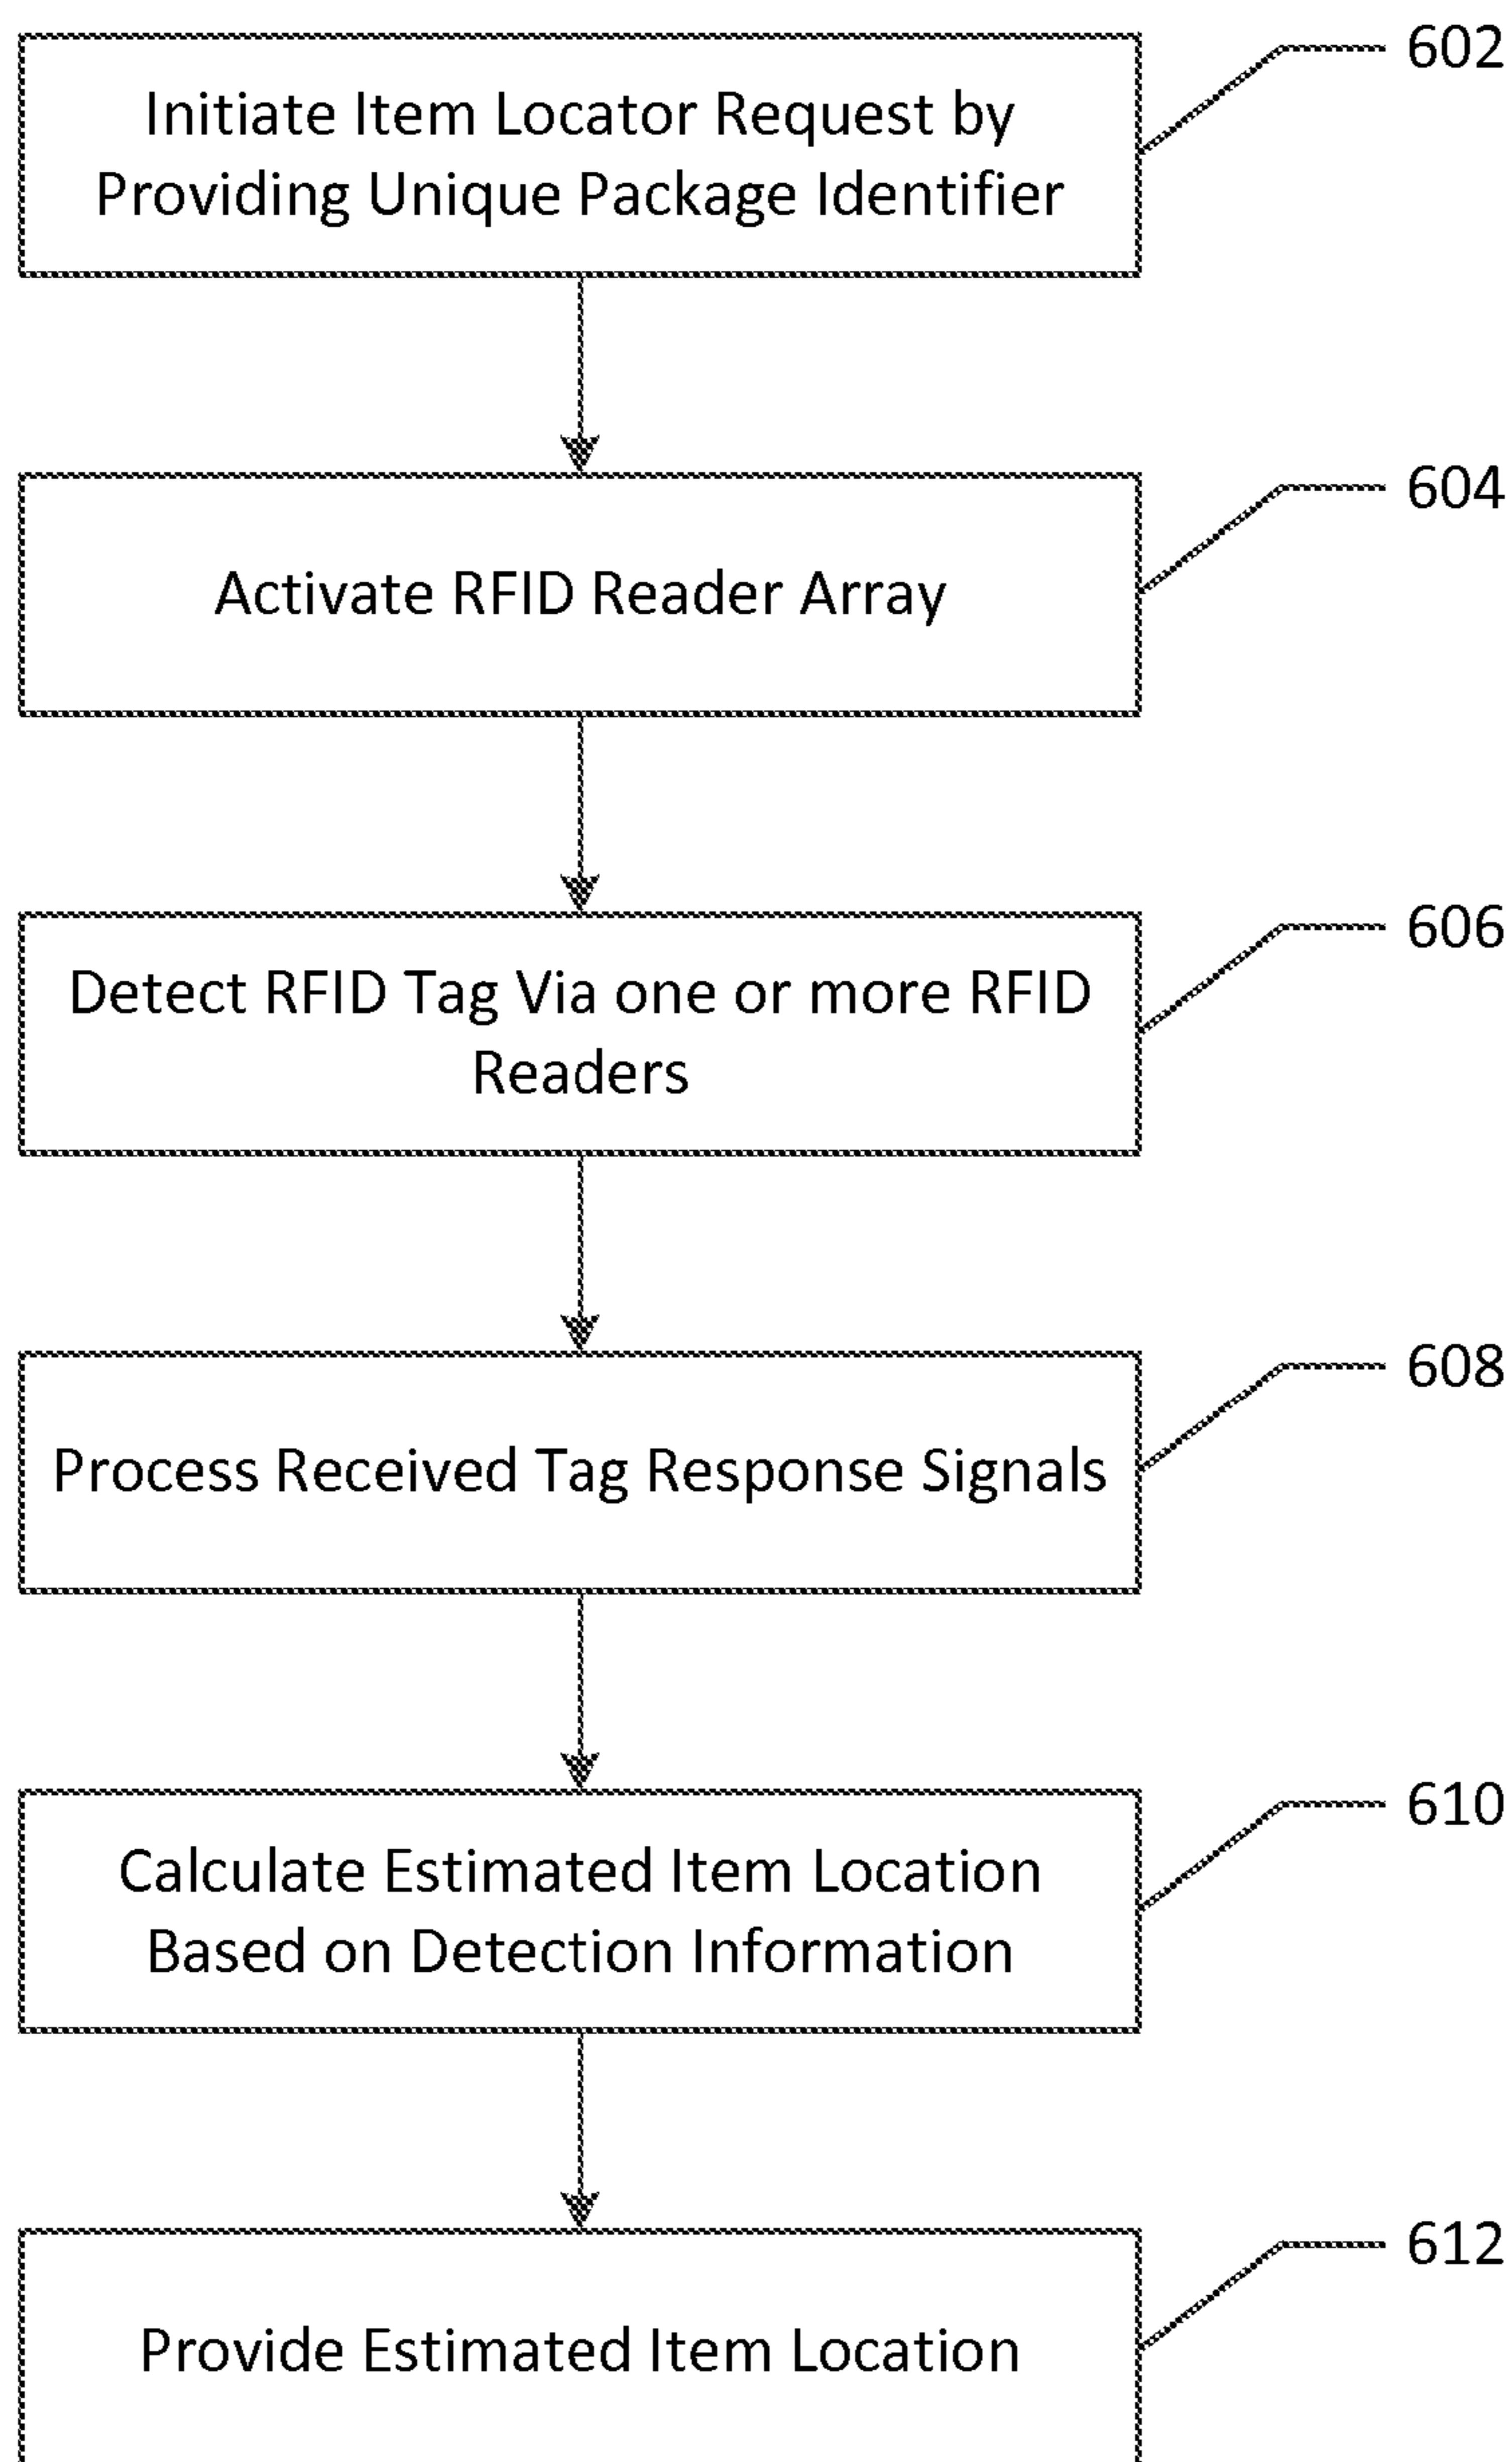 602
Initiate Item Locator Request by
Providing Unique Package Identifier
604
Activate RFID Reader Array
606
Detect RFID Tag Via one or more RFID
Readers
608
Process Received Tag Response Signals
610
Calculate Estimated Item Location
Based on Detection Information
612
Provide Estimated Item Location